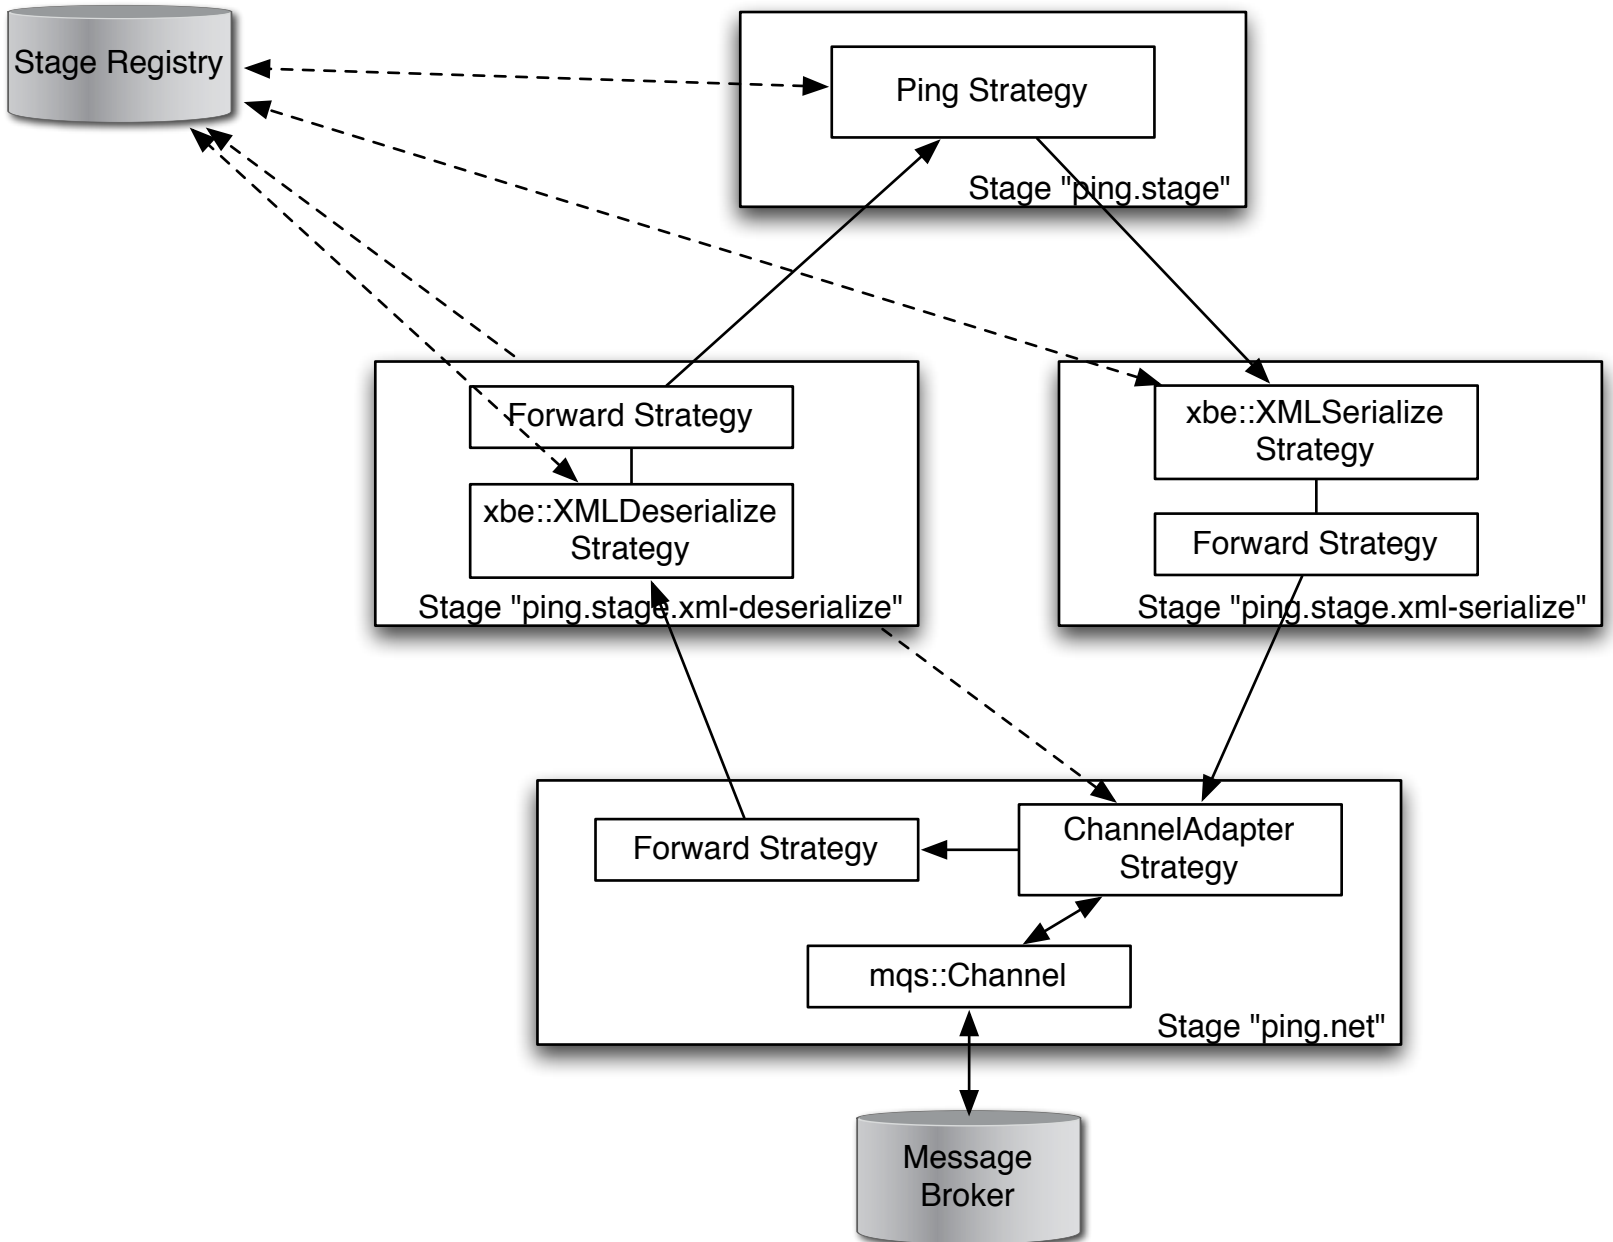 Stage Registry
Ping Strategy
Stage "ping.stage"
Forward Strategy
xbe::XMLDeserialize
Strategy
Stage "ping.stage.xml-deserialize"
xbe::XMLSerialize
Strategy
Forward Strategy
Stage "ping.stage.xml-serialize"
Forward Strategy
ChannelAdapter
Strategy
mqs::Channel
Stage "ping.net"
Message
Broker